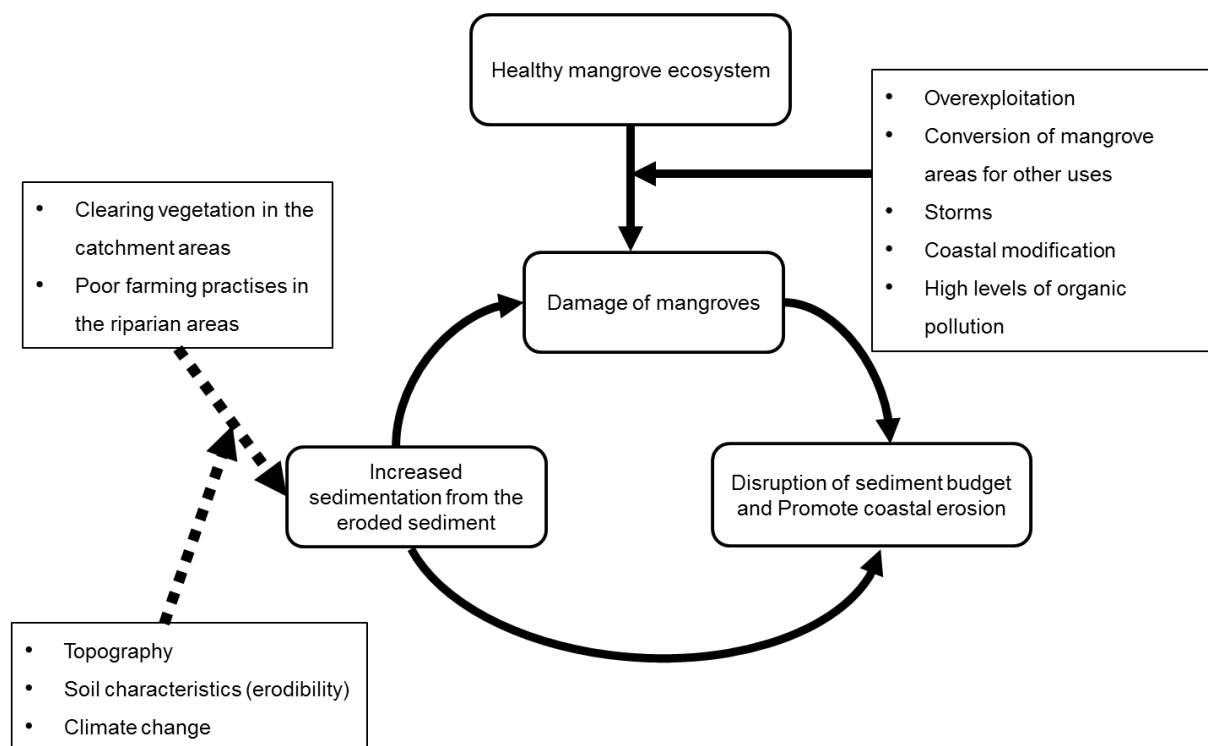 Healthy mangrove ecosystem
• Overexploitation
• Conversion of mangrove
areas for other uses
• Storms
• Coastal modification
• High levels of organic
pollution
• Clearing vegetation in the
catchment areas
• Poor farming practises in
the riparian areas
Damage of mangroves
Increased
sedimentation from the
eroded sediment
Disruption of sediment budget
and Promote coastal erosion
• Topography
• Soil characteristics (erodibility)
• Climate change